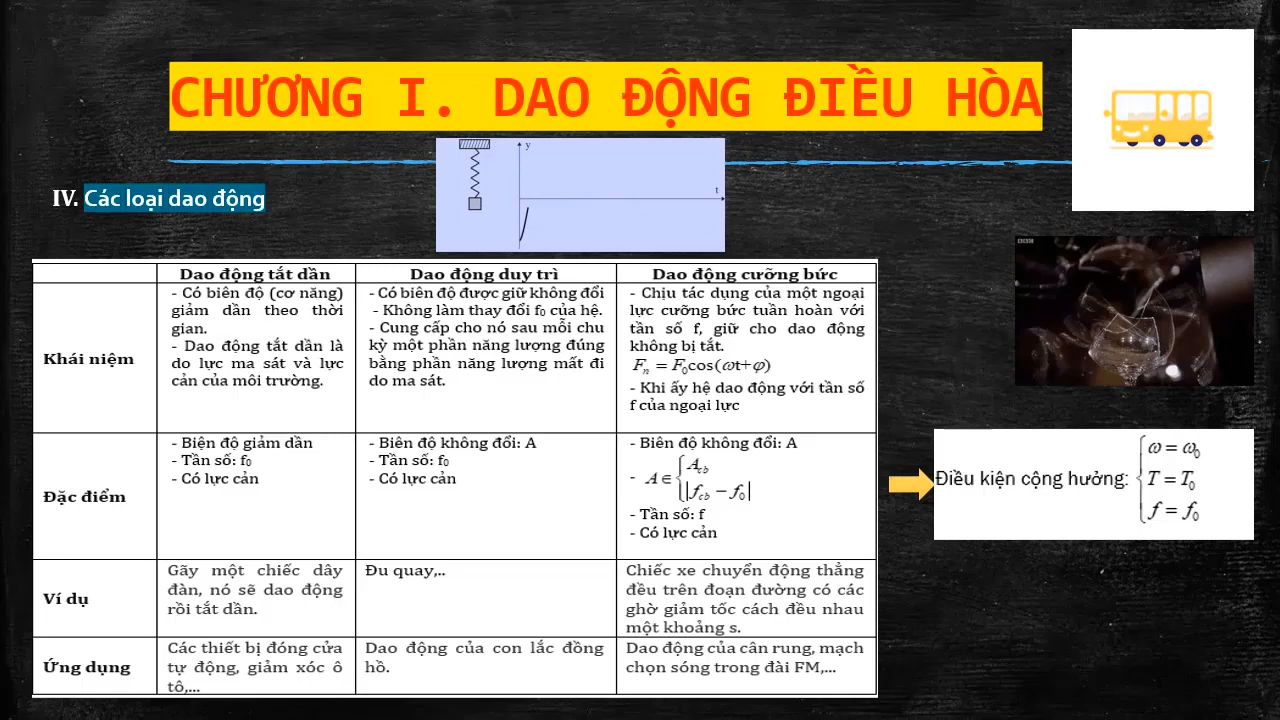 CHƯƠNG I. DAO ĐỘNG ĐIỀU HÒA
IV. Các loại dao động
y
t
Dao động tắt dần
Dao động duy trì
Dao động cưỡng bức
Khái niệm
- Có biên độ (cơ năng)
giảm dần theo thời
gian.
- Dao động tắt dần là
do lực ma sát và lực
cản của môi trường.
- Có biên độ được giữ không đổi
- Không làm thay đổi f₀ của hệ.
- Cung cấp cho nó sau mỗi chu
kỳ một phần năng lượng đúng
bằng phần năng lượng mất đi
do ma sát.
- Chịu tác dụng của một ngoại
lực cưỡng bức tuần hoàn với
tần số f, giữ cho dao động
không bị tắt.
Fₙ = F₀cos(ωt+φ)
- Khi ấy hệ dao động với tần số
f của ngoại lực
Đặc điểm
- Biện độ giảm dần
- Tần số: f₀
- Có lực cản
- Biên độ không đổi: A
- Tần số: f₀
- Có lực cản
- Biên độ không đổi: A
- A ∈ { A_cb
|f_cb − f₀|
- Tần số: f
- Có lực cản
Ví dụ
Gãy một chiếc dây
đàn, nó sẽ dao động
rồi tắt dần.
Đu quay,..
Chiếc xe chuyển động thẳng
đều trên đoạn đường có các
ghờ giảm tốc cách đều nhau
một khoảng s.
Ứng dụng
Các thiết bị đóng cửa
tự động, giảm xóc ô
tô,...
Dao động của con lắc đồng
hồ.
Dao động của cân rung, mạch
chọn sóng trong đài FM,...
Điều kiện cộng hưởng: { ω = ω₀
T = T₀
f = f₀